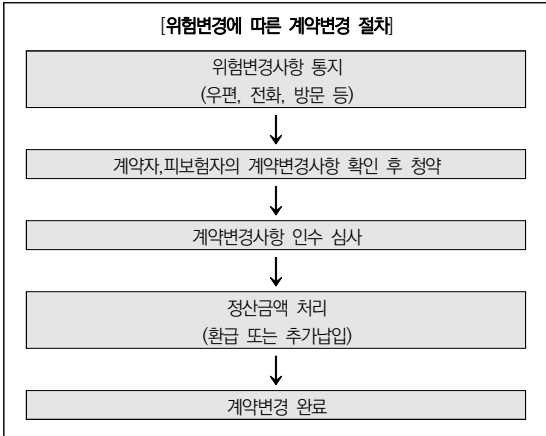 [위험변경에 따른 계약변경 절차]
위험변경사항 통지
(우편, 전화, 방문 등)
계약자,피보험자의 계약변경사항 확인 후 청약
계약변경사항 인수 심사
정산금액 처리
(환급 또는 추가납입)
계약변경 완료